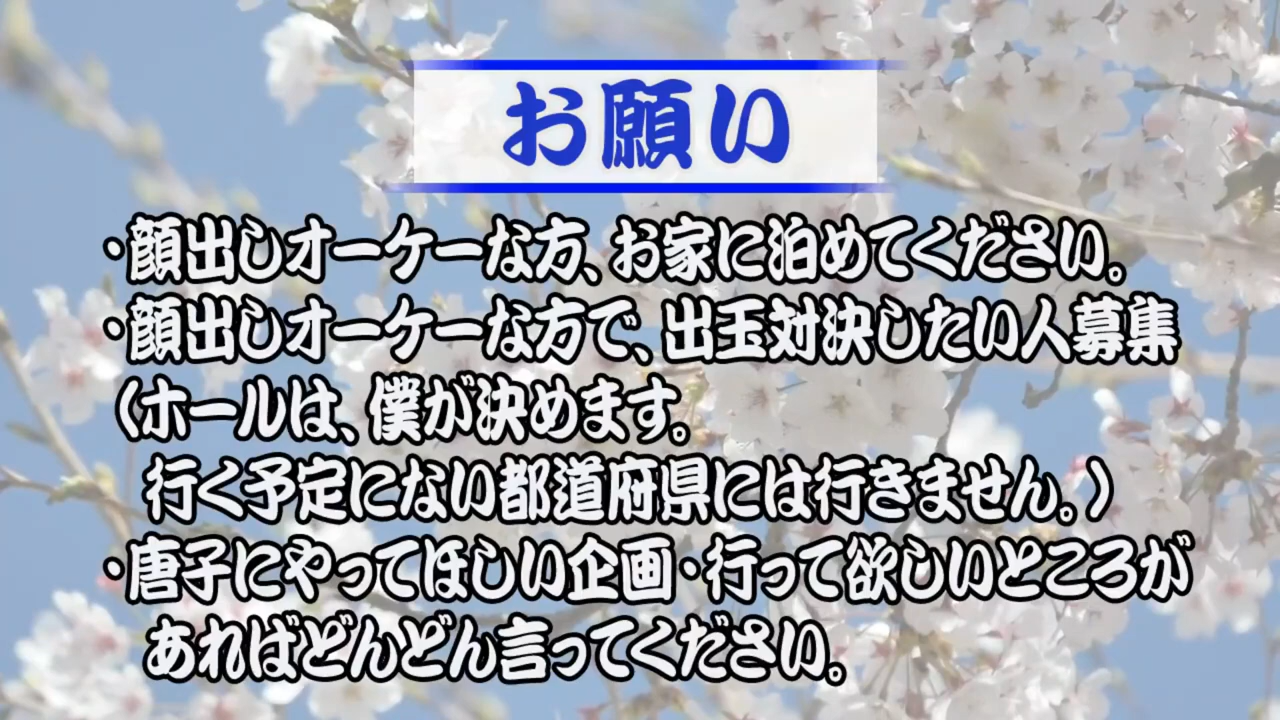 お願い
・顔出しオーケーな方、お家に泊めてください。
・顔出しオーケーな方で、出玉対決したい人募集
（ホールは、僕が決めます。
行く予定にない都道府県には行きません。）
・唐子にやってほしい企画・行って欲しいところが
あればどんどん言ってください。